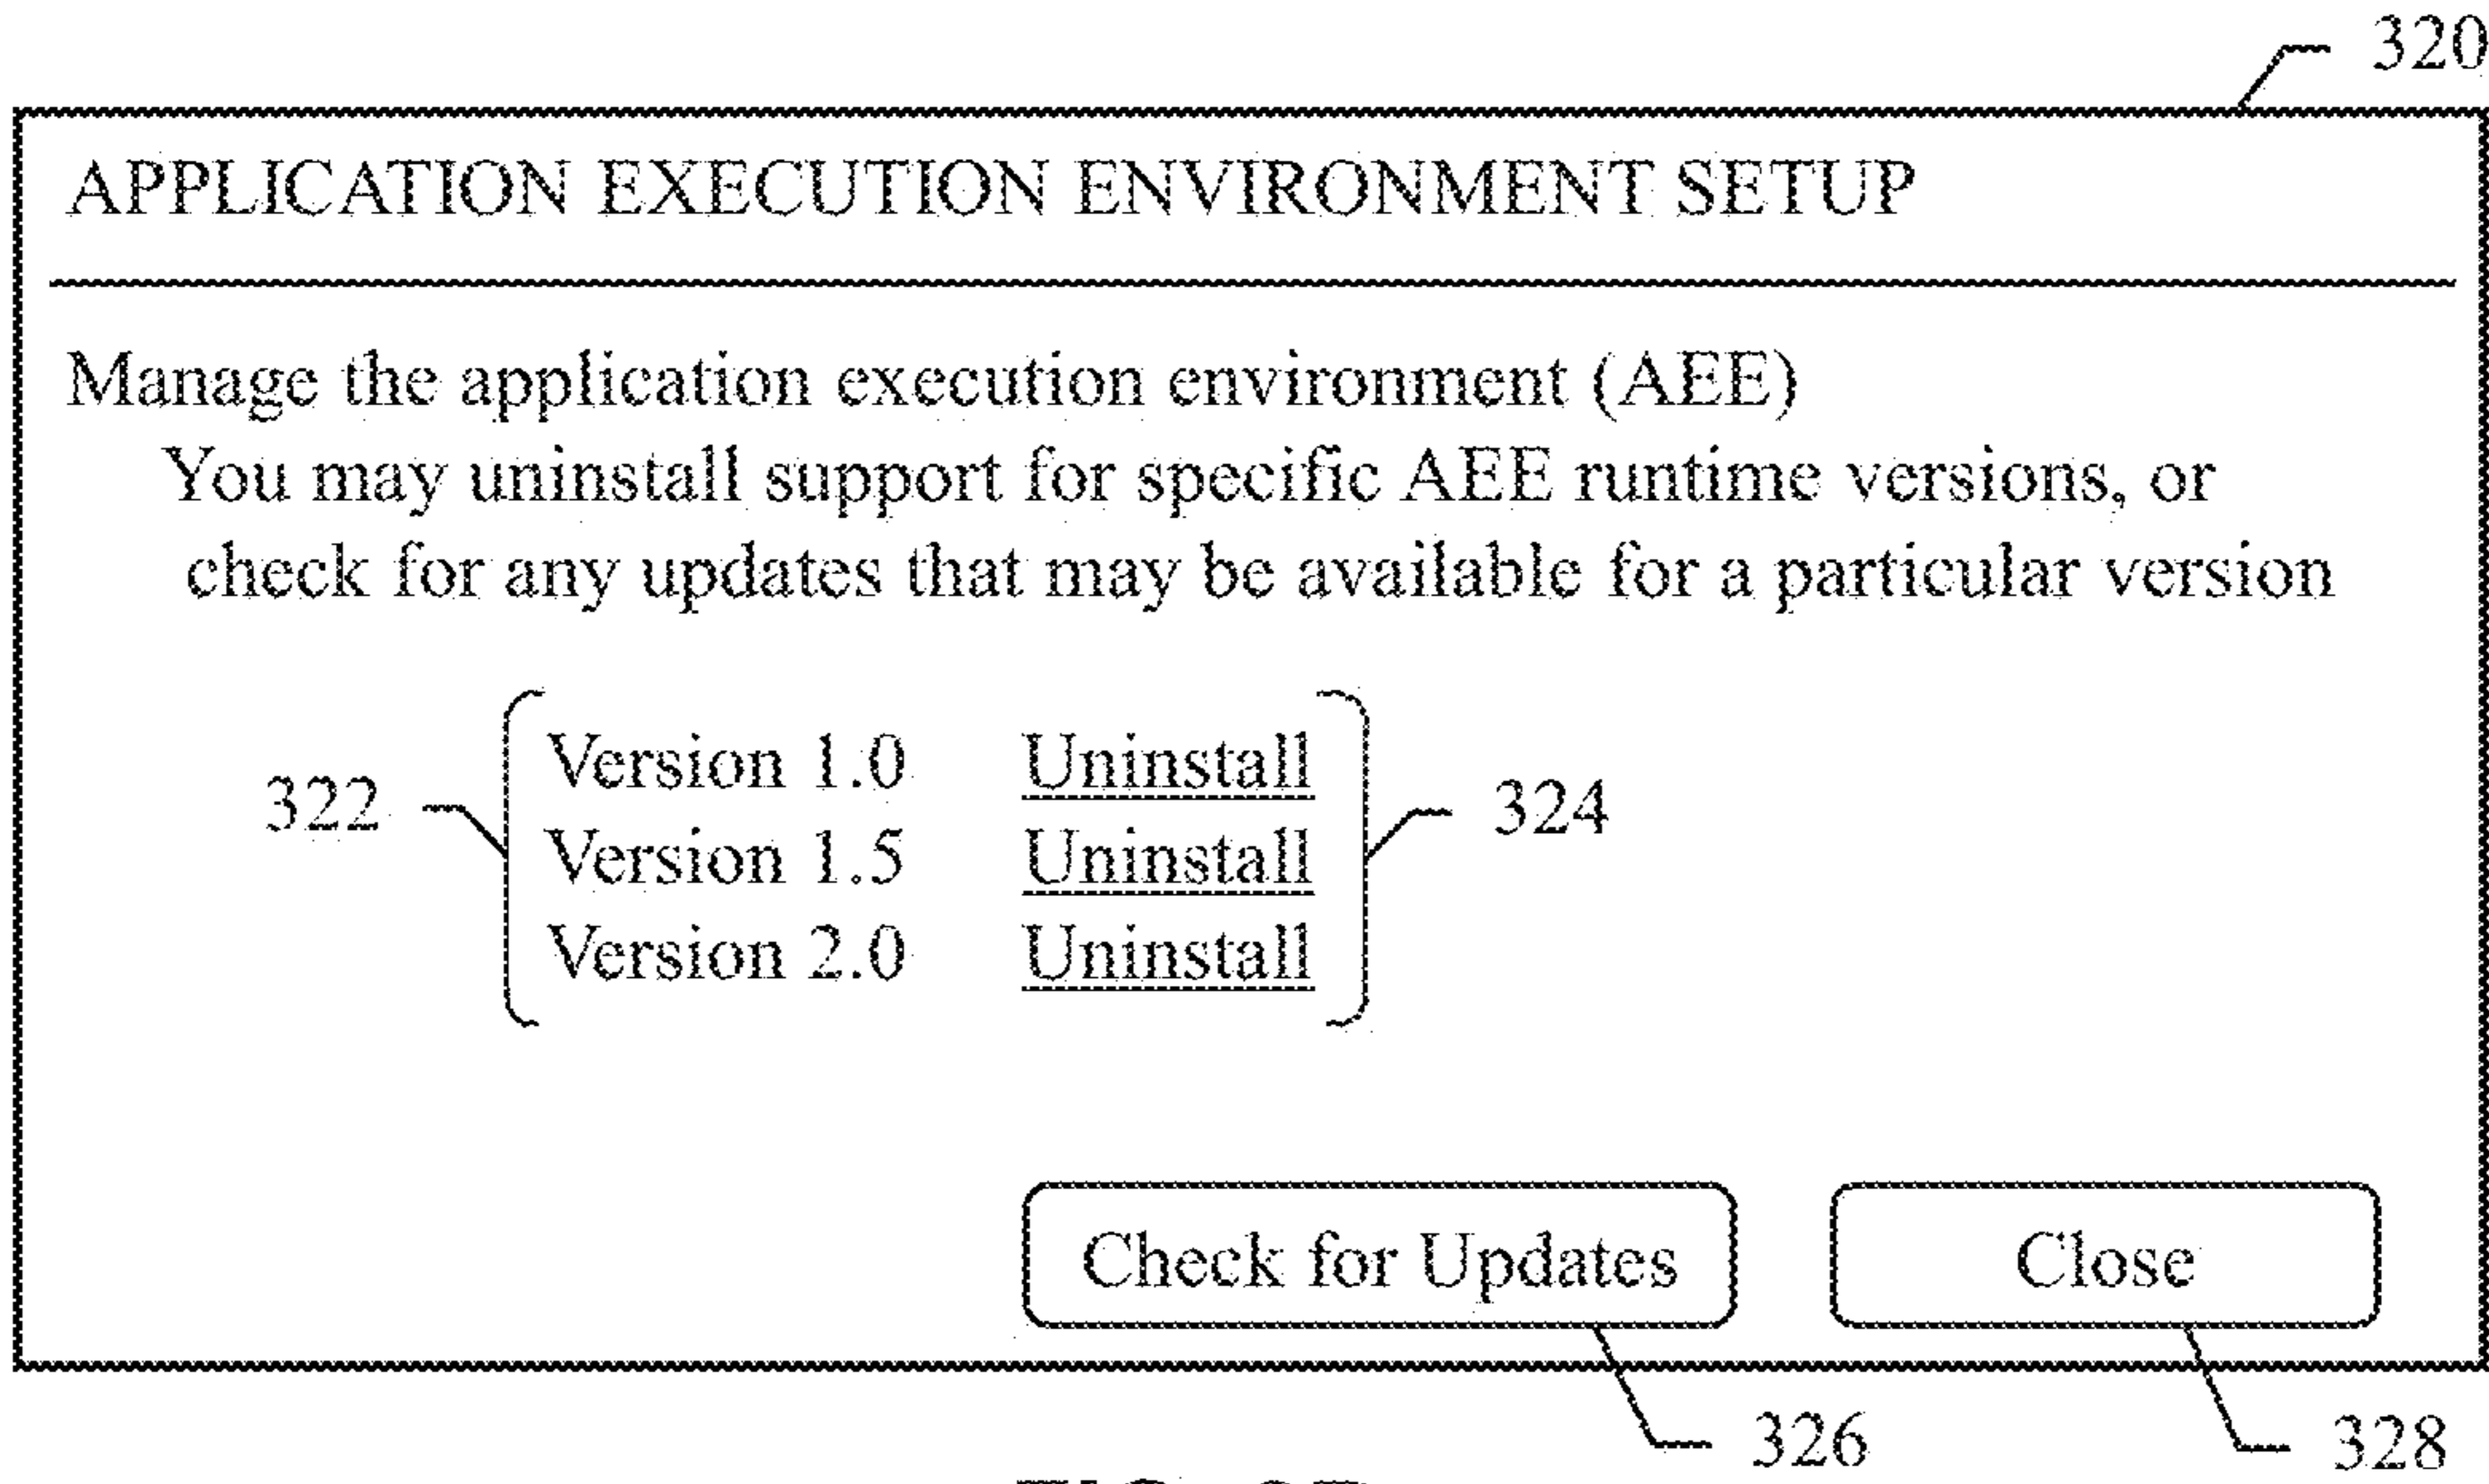 320
APPLICATION EXECUTION ENVIRONMENT SETUP
Manage the application execution environment (AEE)
You may uninstall support for specific AEE runtime versions, or
check for any updates that may be available for a particular version
322
Version 1.0 Uninstall
324
Version 1.5 Uninstall
Version 2.0 Uninstall
Check for Updates
Close
326
328